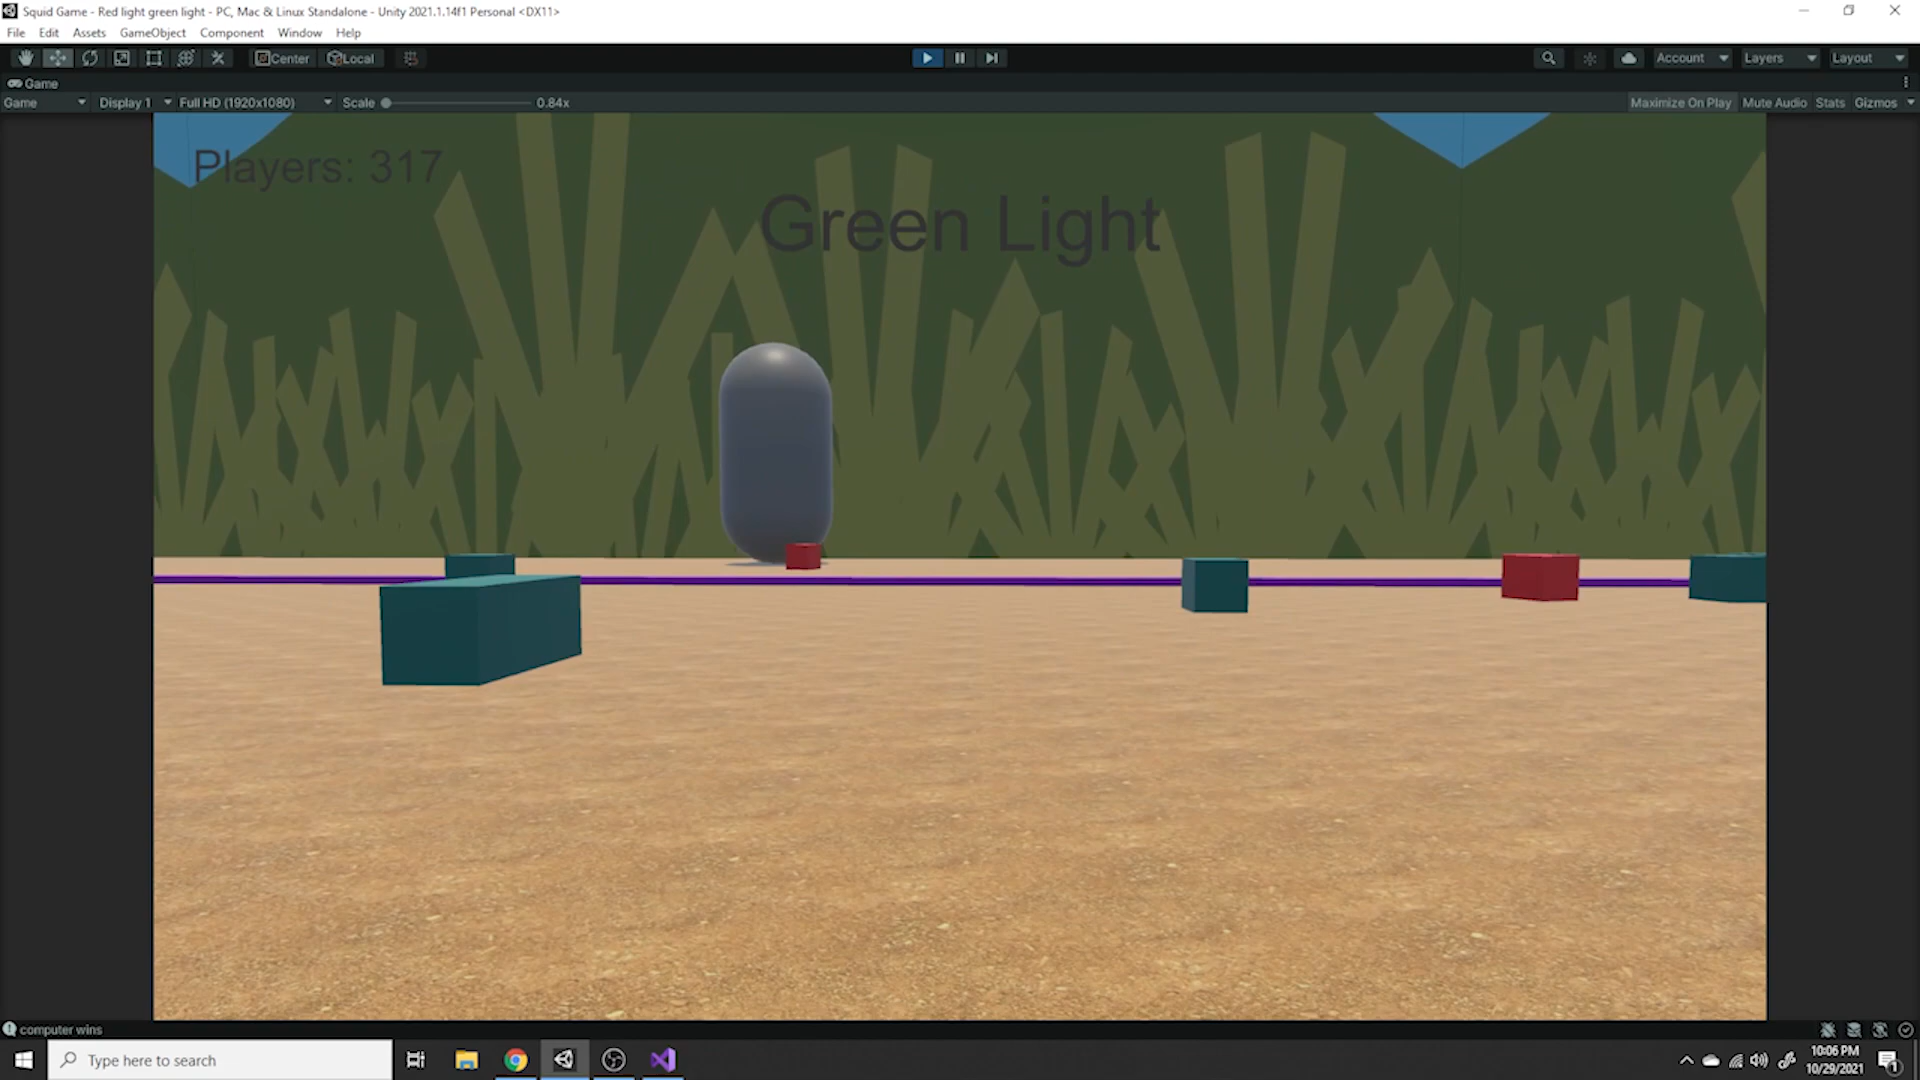 Squid Game - Red light green light - PC, Mac & Linux Standalone - Unity 2021.1.14f1 Personal <DX11>
File Edit Assets GameObject Component Window Help
Center Local Account Layers Layout
Game
Game Display 1 Full HD (1920x1080) Scale 0.84x Maximize On Play Mute Audio Stats Gizmos
Players: 317
Green Light
computer wins
Type here to search
10:06 PM
10/29/2021
1